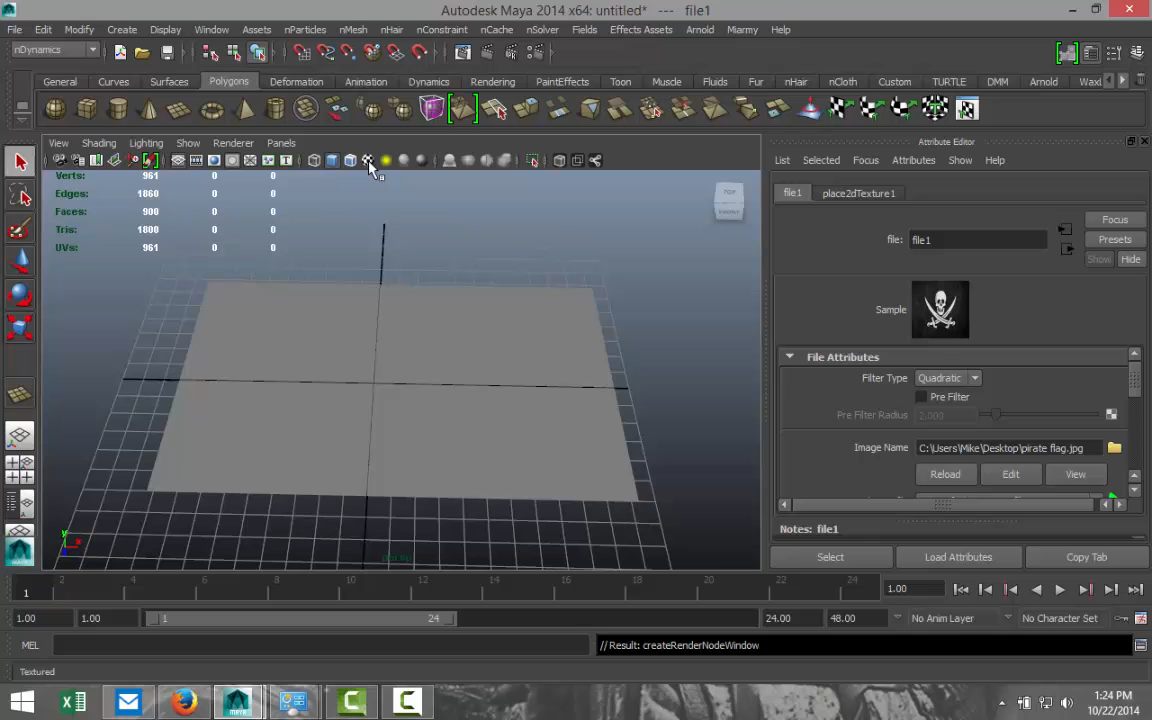 Autodesk Maya 2014 x64: untitled*   ---   file1
File Edit Modify Create Display Window Assets nParticles nMesh nHair nConstraint nCache nSolver Fields Effects Assets Arnold Miarmy Help
nDynamics
General Curves Surfaces Polygons Deformation Animation Dynamics Rendering PaintEffects Toon Muscle Fluids Fur nHair nCloth Custom TURTLE DMM Arnold
View Shading Lighting Show Renderer Panels
Attribute Editor
List Selected Focus Attributes Show Help
Verts: 961 0 0
Edges: 1860 0 0
Faces: 900 0 0
Tris: 1800 0 0
UVs: 961 0 0
TOP
file1 place2dTexture1
file: file1
Focus
Presets
Show Hide
Sample
File Attributes
Filter Type Quadratic
Pre Filter
Pre Filter Radius 2.000
Image Name C:\Users\Mike\Desktop\pirate flag.jpg
Reload Edit View
Notes: file1
Select Load Attributes Copy Tab
y
2 4 6 8 10 12 14 16 18 20 22 24
1
1.00
1.00 1.00 1 24 24.00 48.00 No Anim Layer No Character Set
MEL // Result: createRenderNodeWindow
Textured
1:24 PM
10/22/2014